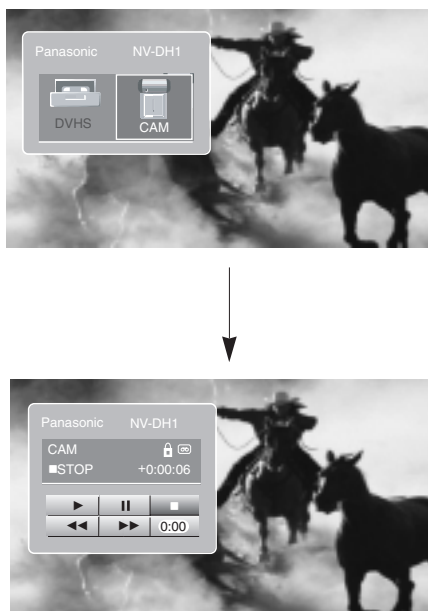 Panasonic NV-DH1
DVHS CAM
Panasonic NV-DH1
CAM
■STOP +0:00:06
0:00